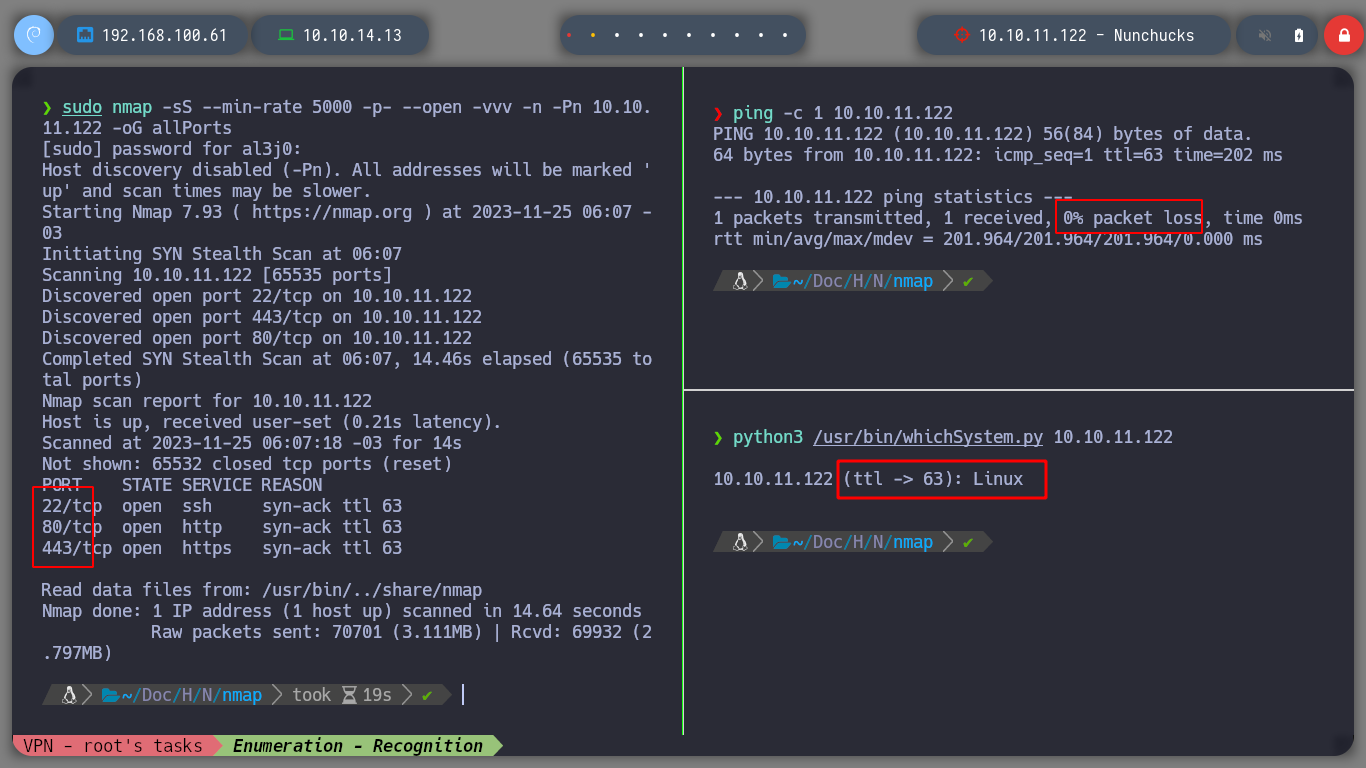 192.168.100.61
10.10.14.13
10.10.11.122 - Nunchucks
❯ sudo nmap -sS --min-rate 5000 -p- --open -vvv -n -Pn 10.10.
11.122 -oG allPorts
[sudo] password for al3j0:
Host discovery disabled (-Pn). All addresses will be marked '
up' and scan times may be slower.
Starting Nmap 7.93 ( https://nmap.org ) at 2023-11-25 06:07 -
03
Initiating SYN Stealth Scan at 06:07
Scanning 10.10.11.122 [65535 ports]
Discovered open port 22/tcp on 10.10.11.122
Discovered open port 443/tcp on 10.10.11.122
Discovered open port 80/tcp on 10.10.11.122
Completed SYN Stealth Scan at 06:07, 14.46s elapsed (65535 to
tal ports)
Nmap scan report for 10.10.11.122
Host is up, received user-set (0.21s latency).
Scanned at 2023-11-25 06:07:18 -03 for 14s
Not shown: 65532 closed tcp ports (reset)
PORT    STATE SERVICE REASON
22/tcp  open  ssh     syn-ack ttl 63
80/tcp  open  http    syn-ack ttl 63
443/tcp open  https   syn-ack ttl 63
Read data files from: /usr/bin/../share/nmap
Nmap done: 1 IP address (1 host up) scanned in 14.64 seconds
Raw packets sent: 70701 (3.111MB) | Rcvd: 69932 (2
.797MB)
~/Doc/H/N/nmap took 19s ✔
❯ ping -c 1 10.10.11.122
PING 10.10.11.122 (10.10.11.122) 56(84) bytes of data.
64 bytes from 10.10.11.122: icmp_seq=1 ttl=63 time=202 ms
--- 10.10.11.122 ping statistics ---
1 packets transmitted, 1 received, 0% packet loss, time 0ms
rtt min/avg/max/mdev = 201.964/201.964/201.964/0.000 ms
~/Doc/H/N/nmap ✔
❯ python3 /usr/bin/whichSystem.py 10.10.11.122
10.10.11.122 (ttl -> 63): Linux
~/Doc/H/N/nmap ✔
VPN - root's tasks
Enumeration - Recognition